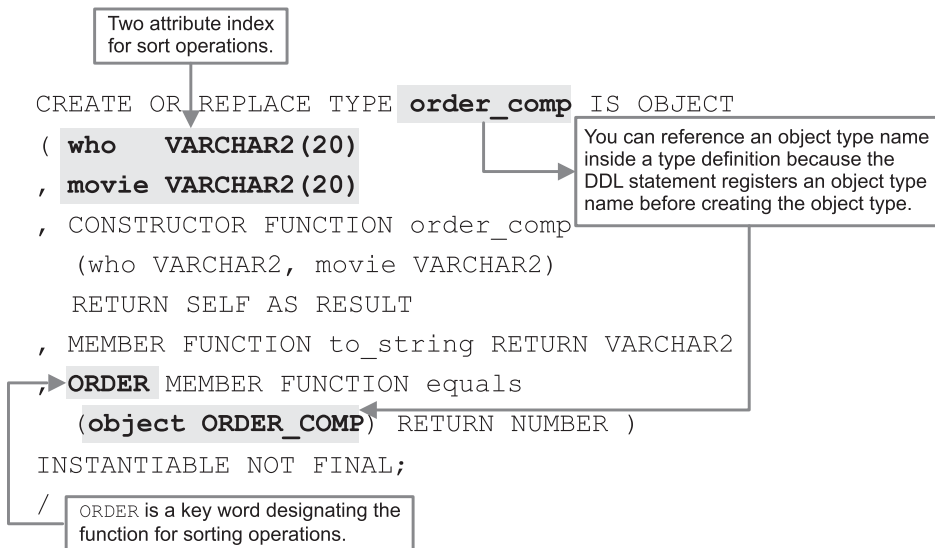 Two attribute index
for sort operations.
CREATE OR REPLACE TYPE order_comp IS OBJECT
( who VARCHAR2(20)
, movie VARCHAR2(20)
You can reference an object type name
inside a type definition because the
DDL statement registers an object type
name before creating the object type.
, CONSTRUCTOR FUNCTION order_comp
(who VARCHAR2, movie VARCHAR2)
RETURN SELF AS RESULT
, MEMBER FUNCTION to_string RETURN VARCHAR2
, ORDER MEMBER FUNCTION equals
(object ORDER_COMP) RETURN NUMBER )
INSTANTIABLE NOT FINAL;
/
ORDER is a key word designating the
function for sorting operations.